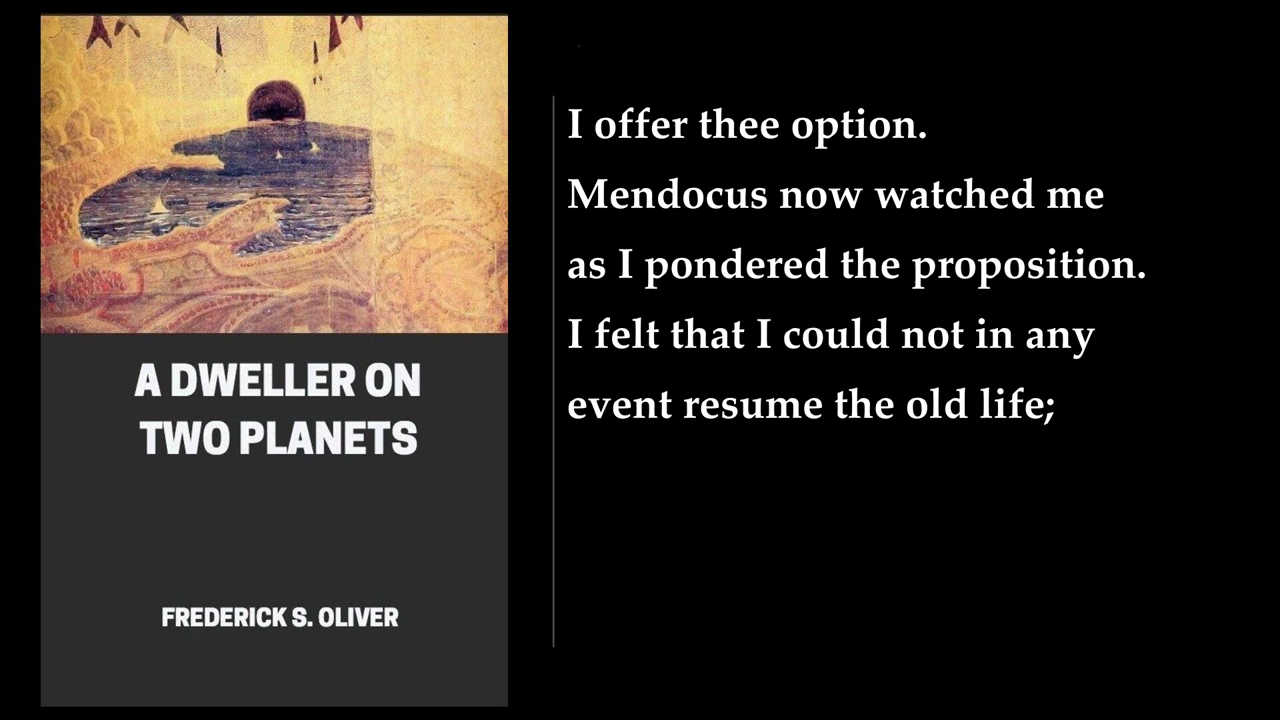 A DWELLER ON
TWO PLANETS
FREDERICK S. OLIVER
I offer thee option.
Mendocus now watched me
as I pondered the proposition.
I felt that I could not in any
event resume the old life;